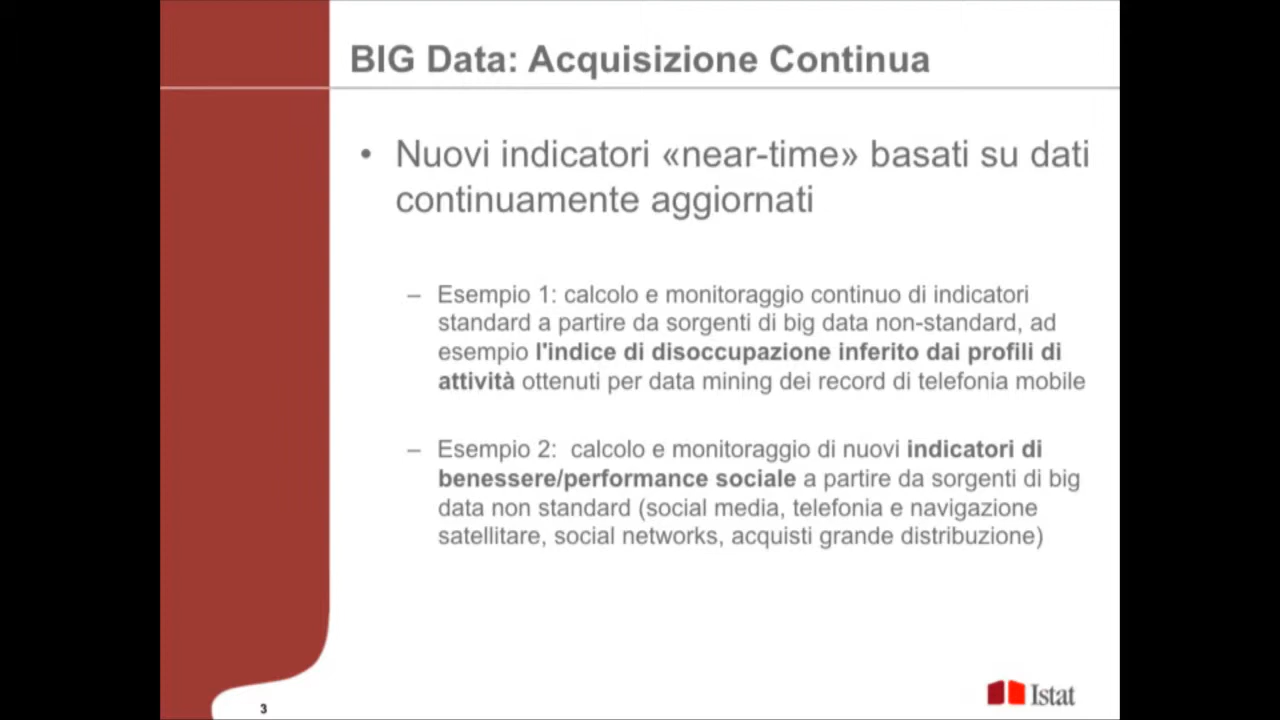 BIG Data: Acquisizione Continua
• Nuovi indicatori «near-time» basati su dati
continuamente aggiornati
– Esempio 1: calcolo e monitoraggio continuo di indicatori
standard a partire da sorgenti di big data non-standard, ad
esempio l'indice di disoccupazione inferito dai profili di
attività ottenuti per data mining dei record di telefonia mobile
– Esempio 2: calcolo e monitoraggio di nuovi indicatori di
benessere/performance sociale a partire da sorgenti di big
data non standard (social media, telefonia e navigazione
satellitare, social networks, acquisti grande distribuzione)
3
Istat